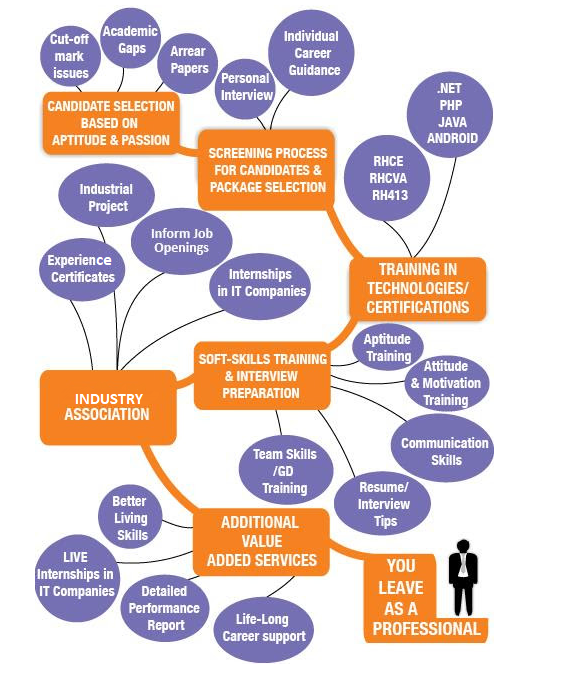 Cut-off
mark
issues
Academic
Gaps
Arrear
Papers
CANDIDATE SELECTION
BASED ON
APTITUDE & PASSION
Personal
Interview
Individual
Career
Guidance
SCREENING PROCESS
FOR CANDIDATES &
PACKAGE SELECTION
RHCE
RHCVA
RH413
.NET
PHP
JAVA
ANDROID
TRAINING IN
TECHNOLOGIES/
CERTIFICATIONS
Aptitude
Training
Attitude
& Motivation
Training
Communication
Skills
Resume/
Interview
Tips
Team Skills
/GD
Training
SOFT-SKILLS TRAINING
& INTERVIEW
PREPARATION
Industrial
Project
Inform Job
Openings
Experience
Certificates
Internships
in IT Companies
INDUSTRY
ASSOCIATION
Better
Living
Skills
LIVE
Internships in
IT Companies
Detailed
Performance
Report
Life-Long
Career support
ADDITIONAL
VALUE
ADDED SERVICES
YOU
LEAVE
AS A
PROFESSIONAL